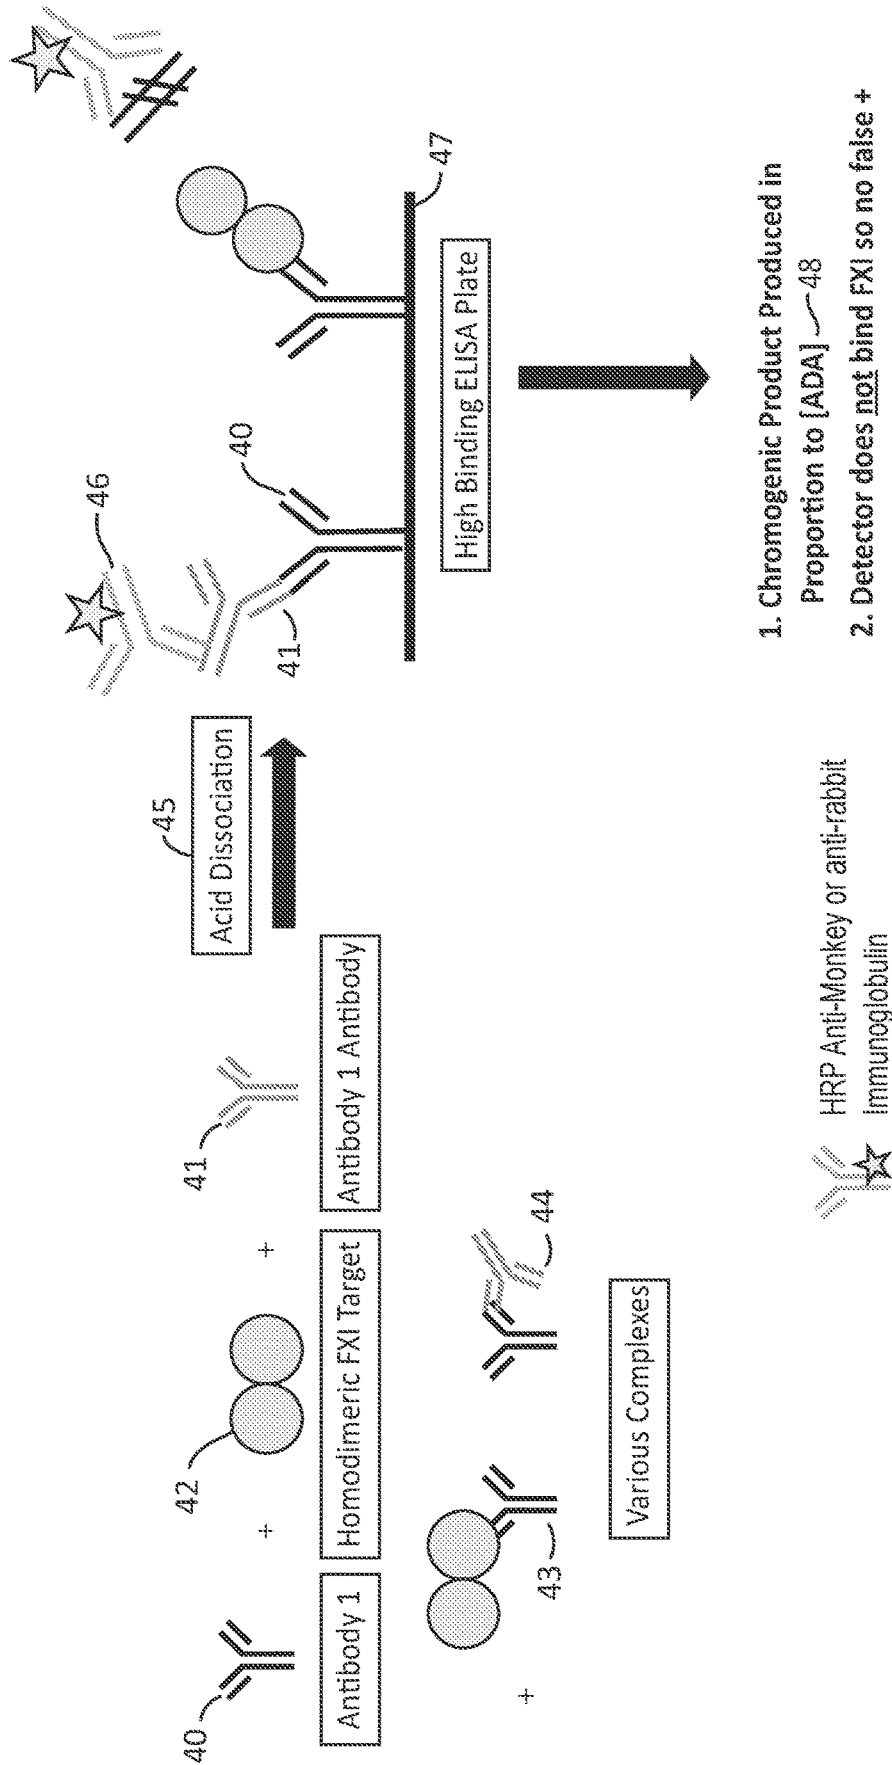 40
Antibody 1
+
42
Homodimeric FXI Target
+
41
Antibody 1 Antibody
+
43
44
Various Complexes
45
Acid Dissociation
46
41
40
47
High Binding ELISA Plate
1. Chromogenic Product Produced in
Proportion to [ADA] 48
2. Detector does not bind FXI so no false +
HRP Anti-Monkey or anti-rabbit
immunoglobulin